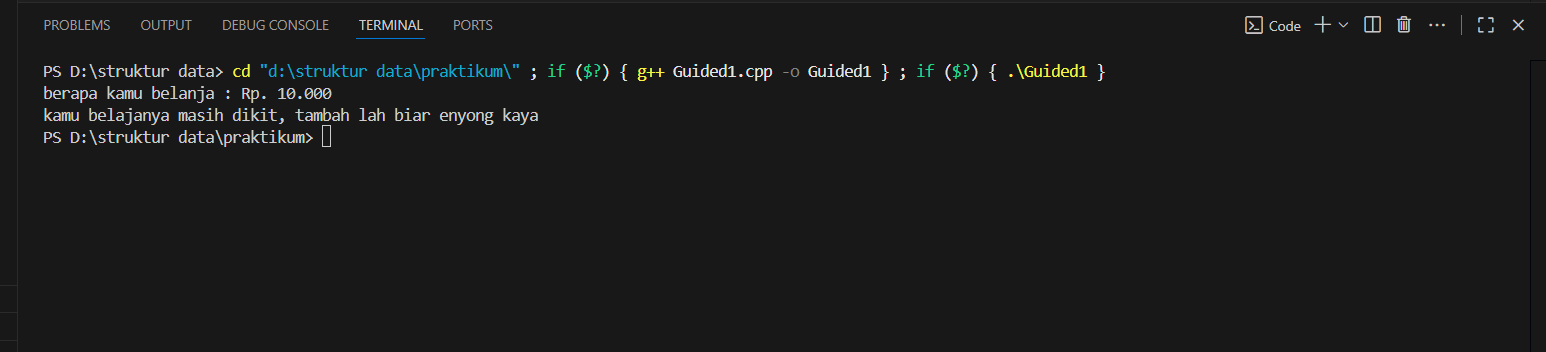 PROBLEMS OUTPUT DEBUG CONSOLE TERMINAL PORTS Code
PS D:\struktur data> cd "d:\struktur data\praktikum\" ; if ($?) { g++ Guided1.cpp -o Guided1 } ; if ($?) { .\Guided1 }
berapa kamu belanja : Rp. 10.000
kamu belajanya masih dikit, tambah lah biar enyong kaya
PS D:\struktur data\praktikum>